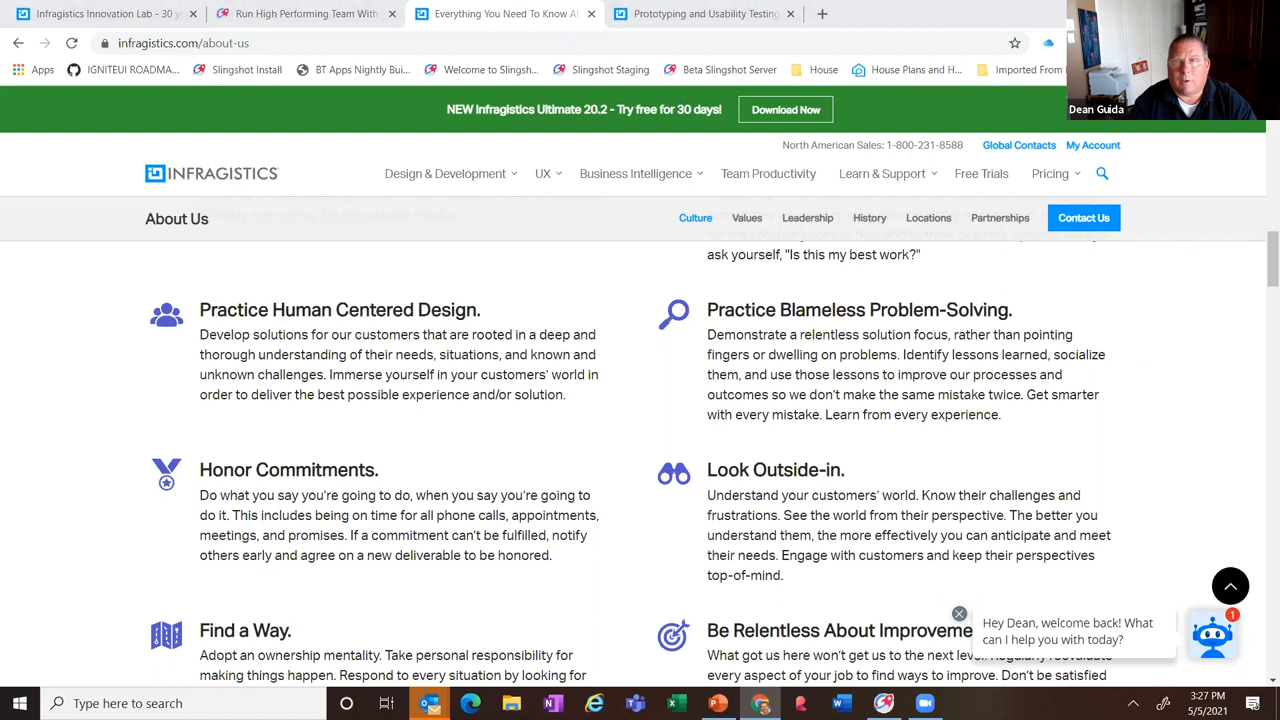 Infragistics Innovation Lab - 30 y
Run High Performing Team With
Everything You Need To Know A
Prototyping and Usability Testing
infragistics.com/about-us
Apps
IGNITEUI ROADMA...
Slingshot Install
BT Apps Nightly Bui...
Welcome to Slingsh...
Slingshot Staging
Beta Slingshot Server
House
House Plans and H...
Imported From
Dean Guida
NEW Infragistics Ultimate 20.2 - Try free for 30 days!
Download Now
North American Sales: 1-800-231-8588
Global Contacts
My Account
INFRAGISTICS
Design & Development
UX
Business Intelligence
Team Productivity
Learn & Support
Free Trials
Pricing
About Us
Culture
Values
Leadership
History
Locations
Partnerships
Contact Us
ask yourself, "Is this my best work?"
Practice Human Centered Design.
Develop solutions for our customers that are rooted in a deep and
thorough understanding of their needs, situations, and known and
unknown challenges. Immerse yourself in your customers' world in
order to deliver the best possible experience and/or solution.
Practice Blameless Problem-Solving.
Demonstrate a relentless solution focus, rather than pointing
fingers or dwelling on problems. Identify lessons learned, socialize
them, and use those lessons to improve our processes and
outcomes so we don't make the same mistake twice. Get smarter
with every mistake. Learn from every experience.
Honor Commitments.
Do what you say you're going to do, when you say you're going to
do it. This includes being on time for all phone calls, appointments,
meetings, and promises. If a commitment can't be fulfilled, notify
others early and agree on a new deliverable to be honored.
Look Outside-in.
Understand your customers' world. Know their challenges and
frustrations. See the world from their perspective. The better you
understand them, the more effectively you can anticipate and meet
their needs. Engage with customers and keep their perspectives
top-of-mind.
Find a Way.
Adopt an ownership mentality. Take personal responsibility for
making things happen. Respond to every situation by looking for
Be Relentless About Improveme
What got us here won't get us to the next level. Regularly reevaluate
every aspect of your job to find ways to improve. Don't be satisfied
Hey Dean, welcome back! What
can I help you with today?
1
Type here to search
3:27 PM
5/5/2021